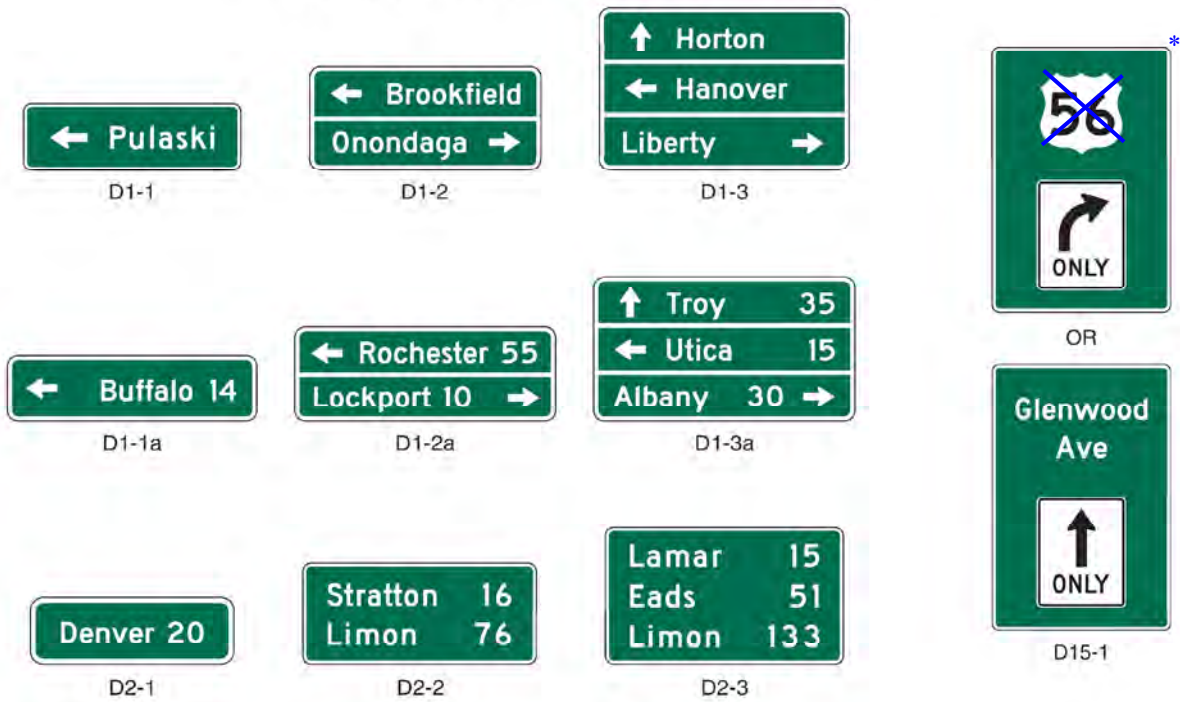 ← Pulaski
D1-1
← Brookfield
Onondaga →
D1-2
↑ Horton
← Hanover
Liberty →
D1-3
← Buffalo 14
D1-1a
← Rochester 55
Lockport 10 →
D1-2a
↑ Troy 35
← Utica 15
Albany 30 →
D1-3a
Denver 20
D2-1
Stratton 16
Limon 76
D2-2
Lamar 15
Eads 51
Limon 133
D2-3
*
56
ONLY
OR
Glenwood
Ave
ONLY
D15-1